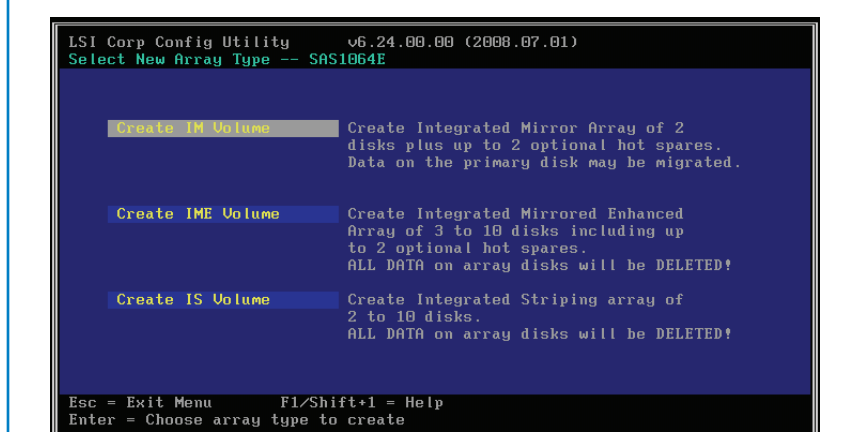 LSI Corp Config Utility v6.24.00.00 (2008.07.01)
Select New Array Type -- SAS1064E
Create IM Volume Create Integrated Mirror Array of 2
disks plus up to 2 optional hot spares.
Data on the primary disk may be migrated.
Create IME Volume Create Integrated Mirrored Enhanced
Array of 3 to 10 disks including up
to 2 optional hot spares.
ALL DATA on array disks will be DELETED!
Create IS Volume Create Integrated Striping array of
2 to 10 disks.
ALL DATA on array disks will be DELETED!
Esc = Exit Menu F1/Shift+1 = Help
Enter = Choose array type to create